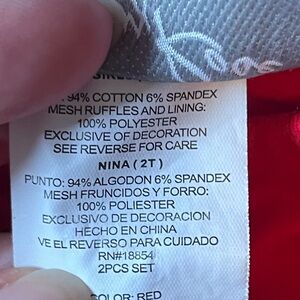 94% COTTON 6% SPANDEX
MESH RUFFLES AND LINING:
100% POLYESTER
EXCLUSIVE OF DECORATION
SEE REVERSE FOR CARE
NINA ( 2T )
PUNTO: 94% ALGODON 6% SPANDEX
MESH FRUNCIDOS Y FORRO:
100% POLIESTER
EXCLUSIVO DE DECORACION
HECHO EN CHINA
VE EL REVERSO PARA CUIDADO
RN#18854
2PCS SET
COLOR: RED